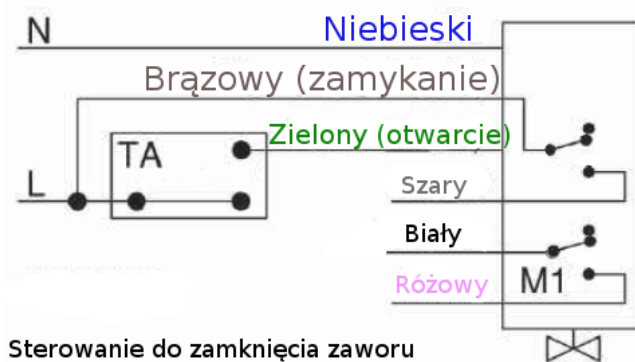 N
Niebieski
Brązowy (zamykanie)
Zielony (otwarcie)
TA
L
Szary
Biały
Różowy
M1
Sterowanie do zamknięcia zaworu